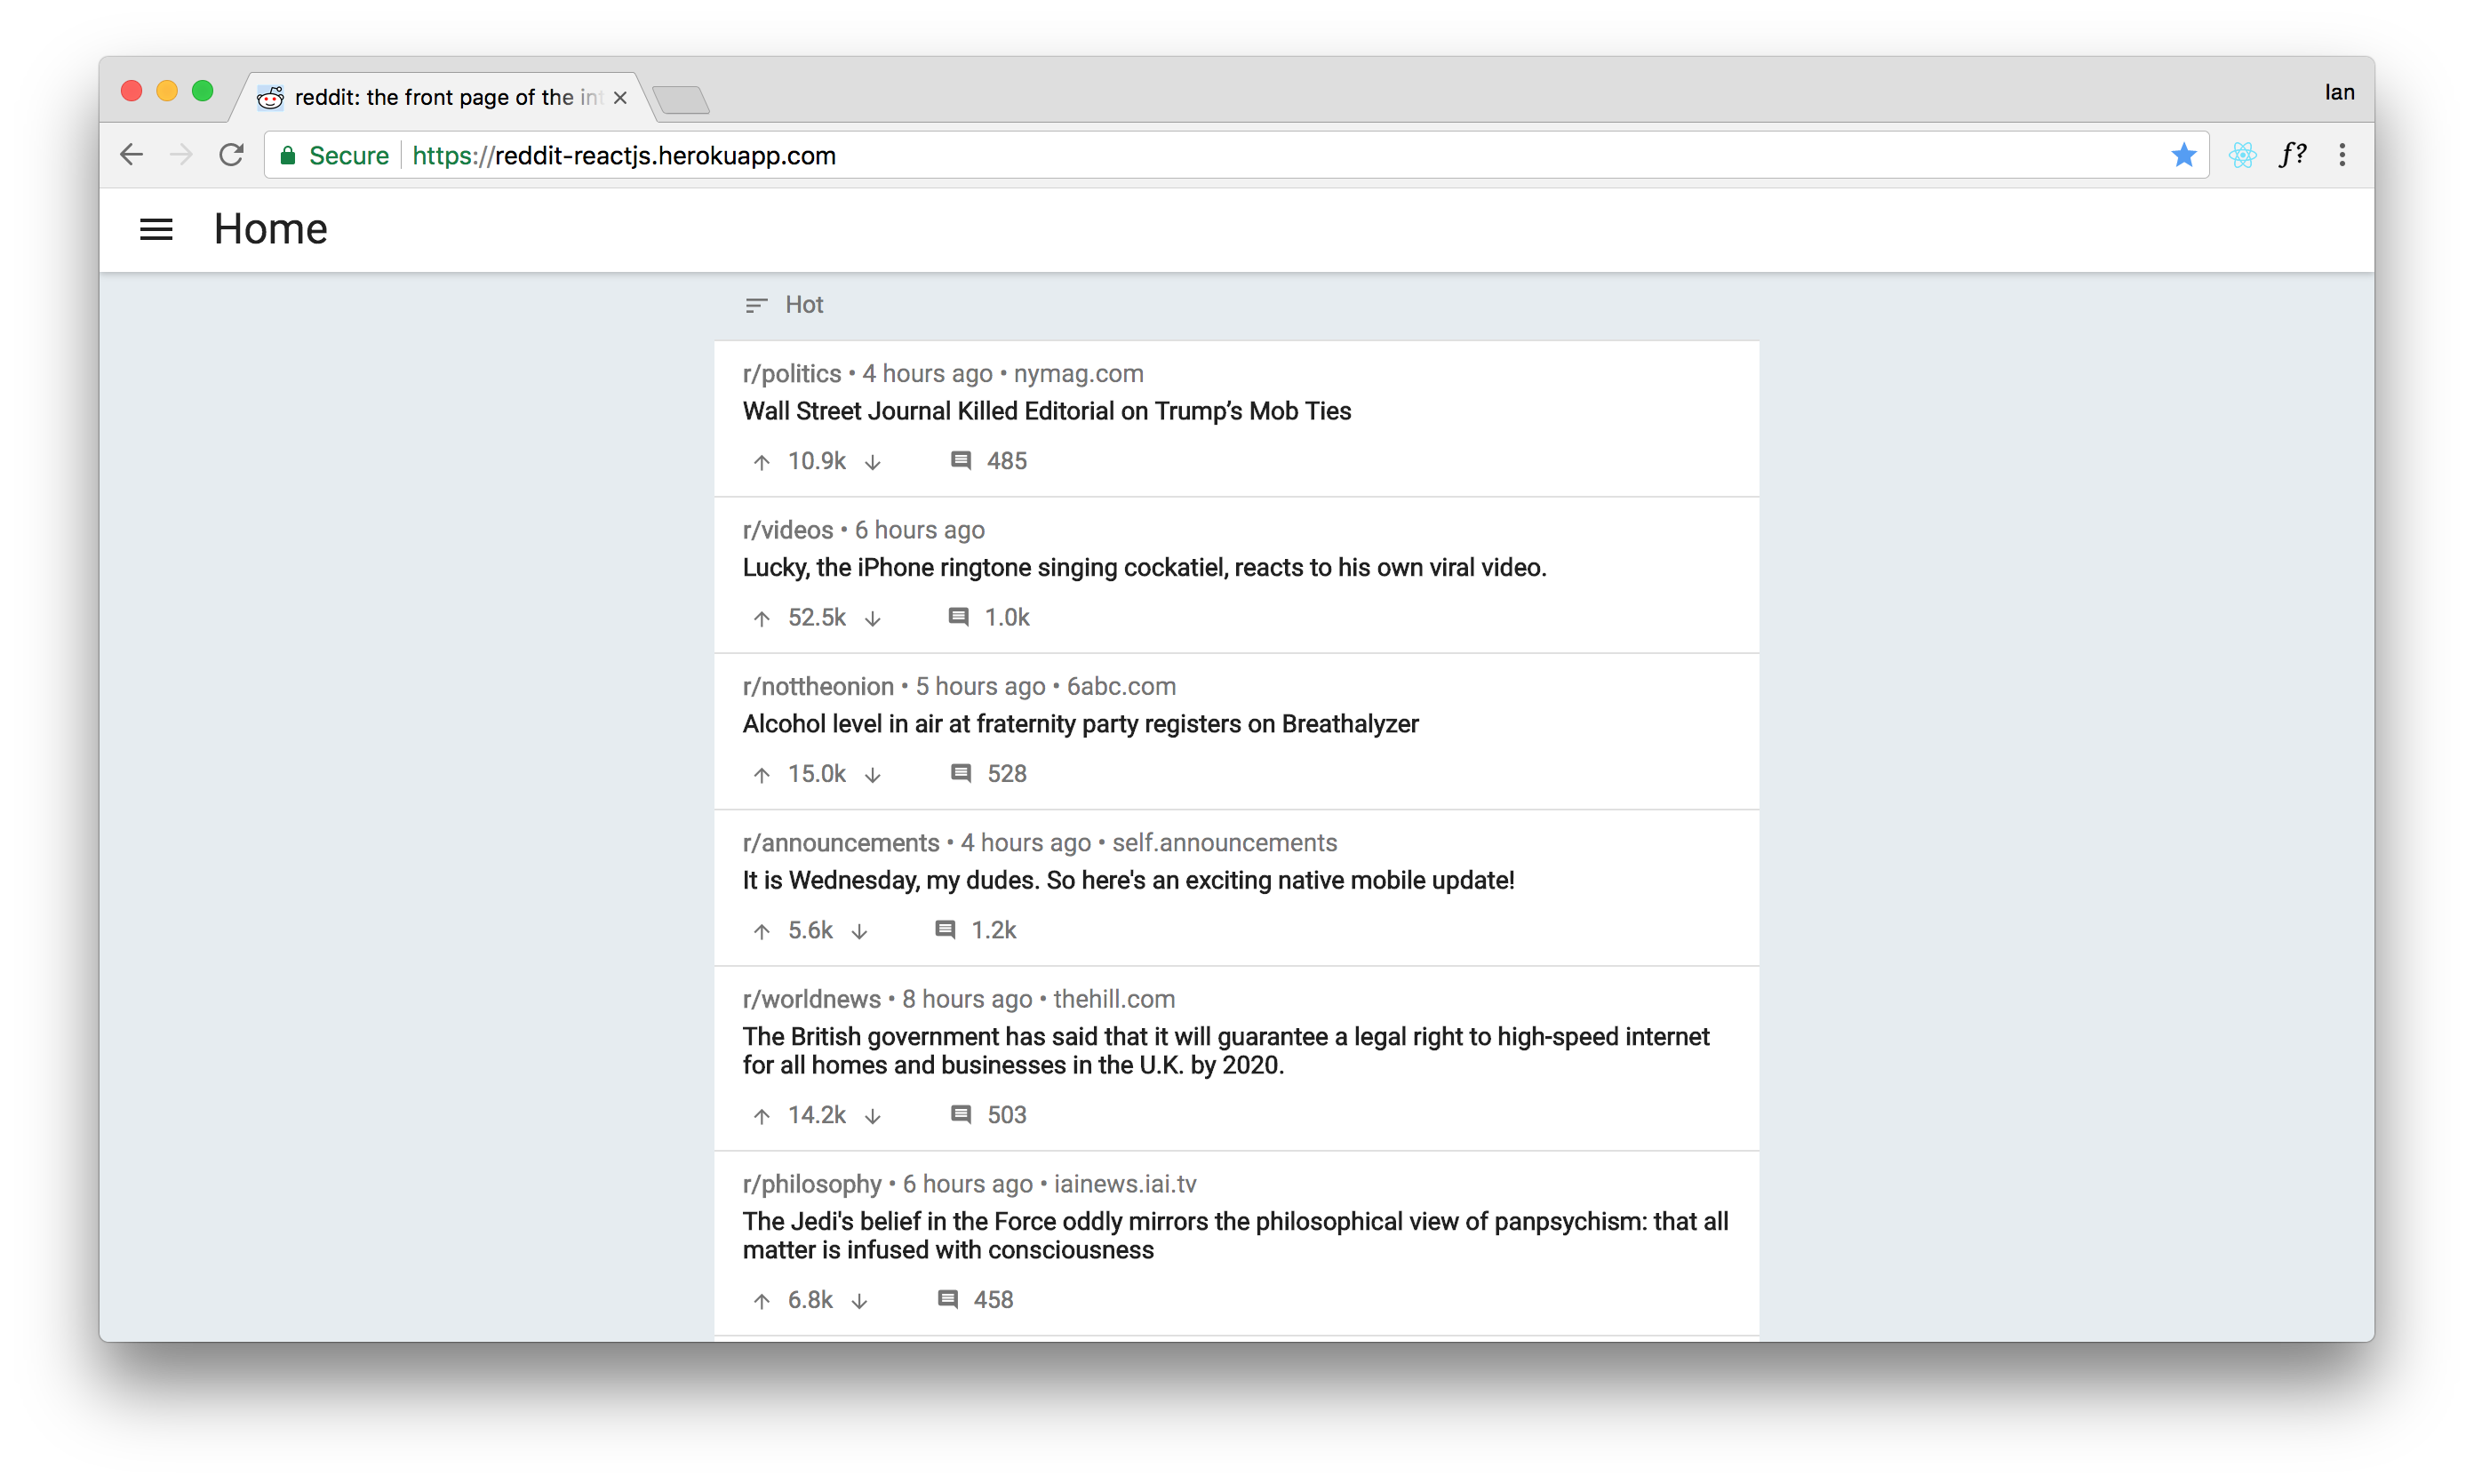 reddit: the front page of the int
Ian
Secure
https://reddit-reactjs.herokuapp.com
f?
Home
Hot
r/politics • 4 hours ago • nymag.com
Wall Street Journal Killed Editorial on Trump’s Mob Ties
10.9k 485
r/videos • 6 hours ago
Lucky, the iPhone ringtone singing cockatiel, reacts to his own viral video.
52.5k 1.0k
r/nottheonion • 5 hours ago • 6abc.com
Alcohol level in air at fraternity party registers on Breathalyzer
15.0k 528
r/announcements • 4 hours ago • self.announcements
It is Wednesday, my dudes. So here's an exciting native mobile update!
5.6k 1.2k
r/worldnews • 8 hours ago • thehill.com
The British government has said that it will guarantee a legal right to high-speed internet
for all homes and businesses in the U.K. by 2020.
14.2k 503
r/philosophy • 6 hours ago • iainews.iai.tv
The Jedi's belief in the Force oddly mirrors the philosophical view of panpsychism: that all
matter is infused with consciousness
6.8k 458